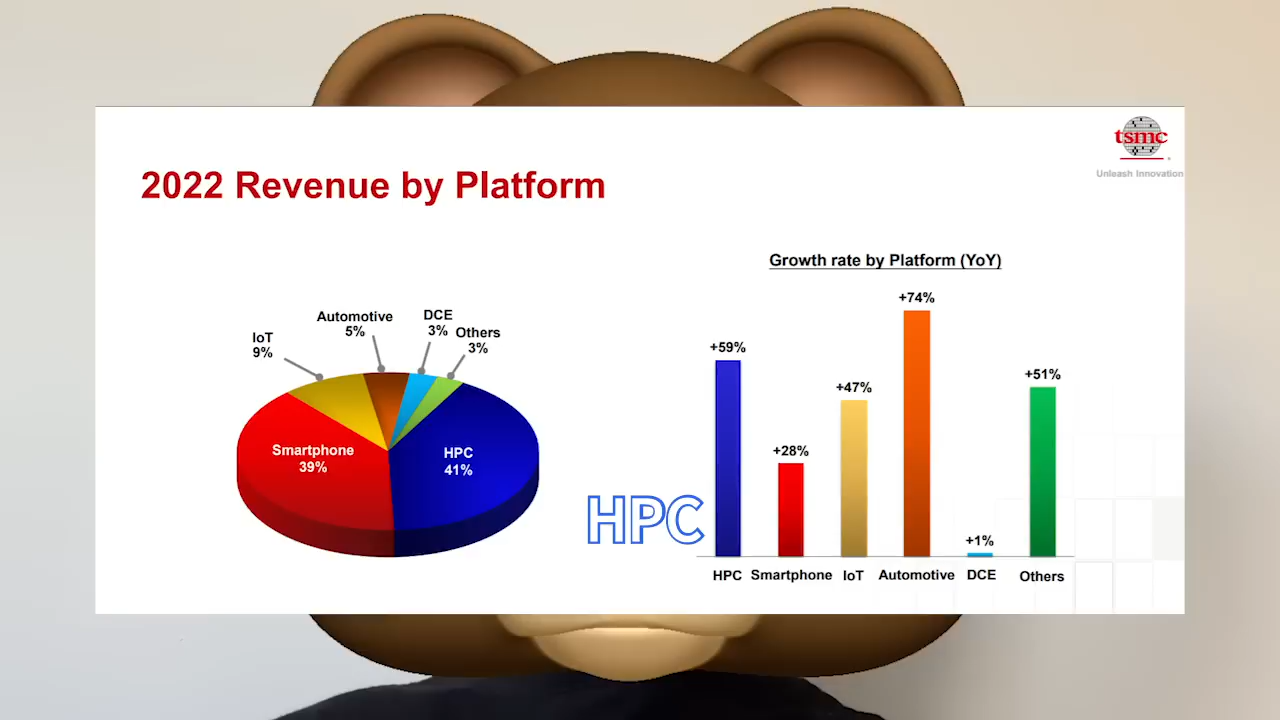 tsmc
Unleash Innovation
2022 Revenue by Platform
Growth rate by Platform (YoY)
IoT
9%
Automotive
5%
DCE
3%
Others
3%
Smartphone
39%
HPC
41%
HPC
+59%
+28%
+47%
+74%
+1%
+51%
HPC
Smartphone
IoT
Automotive
DCE
Others